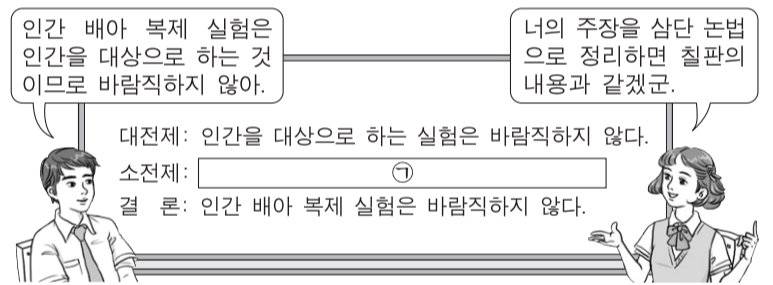 인간 배아 복제 실험은
인간을 대상으로 하는 것
이므로 바람직하지 않아.
너의 주장을 삼단 논법
으로 정리하면 칠판의
내용과 같겠군.
대전제: 인간을 대상으로 하는 실험은 바람직하지 않다.
소전제: ㉠
결 론: 인간 배아 복제 실험은 바람직하지 않다.